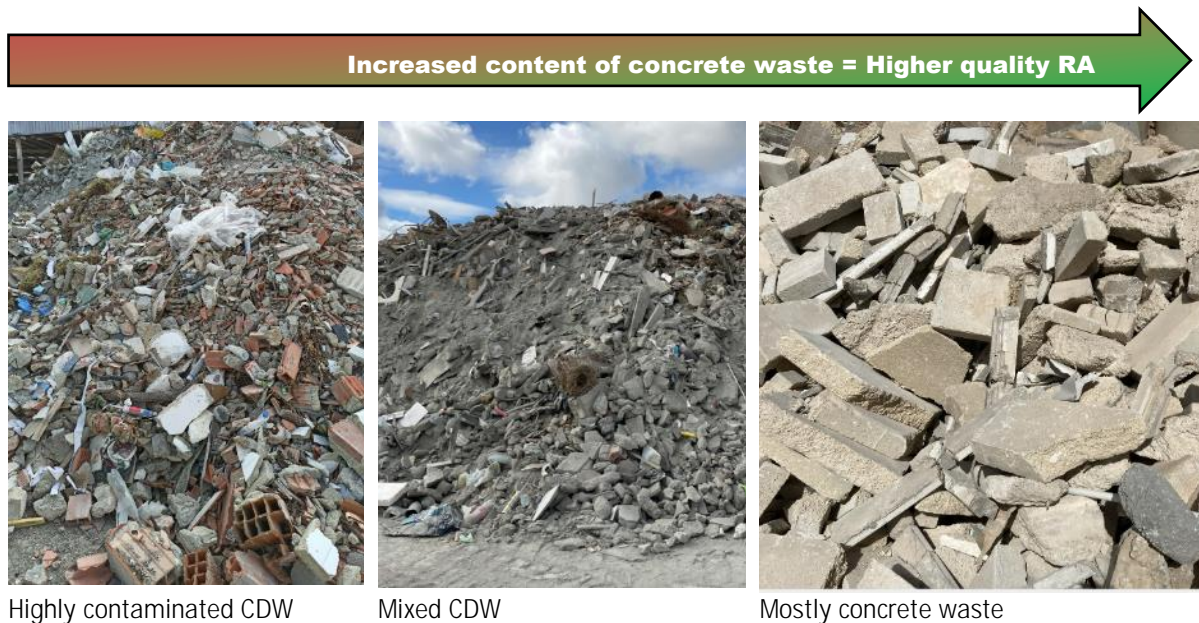 Increased content of concrete waste = Higher quality RA
Highly contaminated CDW
Mixed CDW
Mostly concrete waste